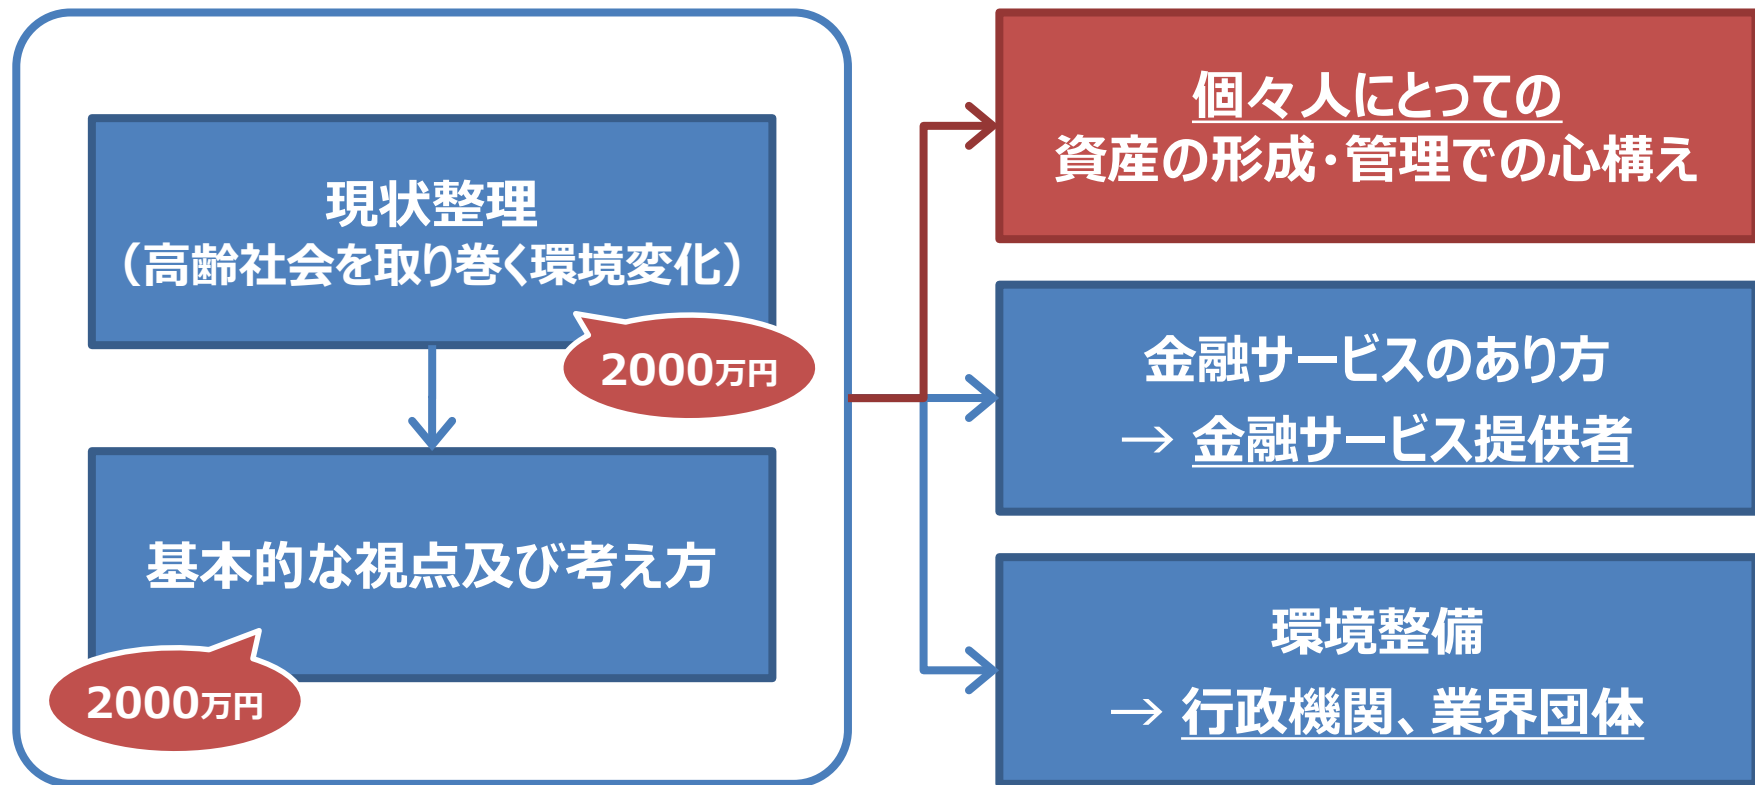 現状整理
（高齢社会を取り巻く環境変化）
2000万円
基本的な視点及び考え方
2000万円
個々人にとっての
資産の形成・管理での心構え
金融サービスのあり方
→ 金融サービス提供者
環境整備
→ 行政機関、業界団体